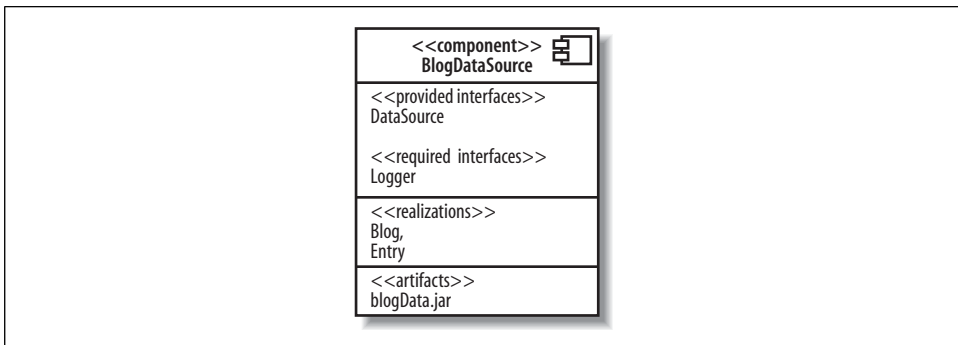 <<component>>
BlogDataSource
<<provided interfaces>>
DataSource
<<required interfaces>>
Logger
<<realizations>>
Blog,
Entry
<<artifacts>>
blogData.jar